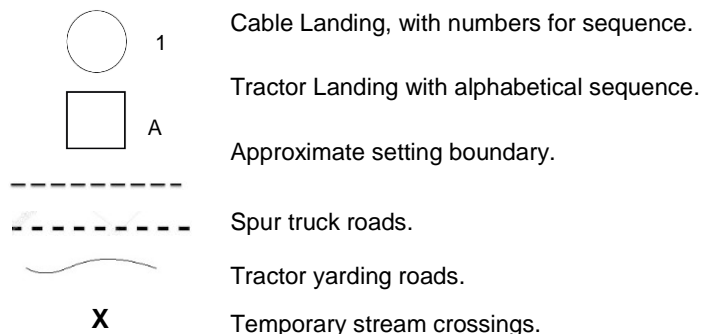 Cable Landing, with numbers for sequence.
1
Tractor Landing with alphabetical sequence.
A
Approximate setting boundary.
Spur truck roads.
Tractor yarding roads.
X
Temporary stream crossings.